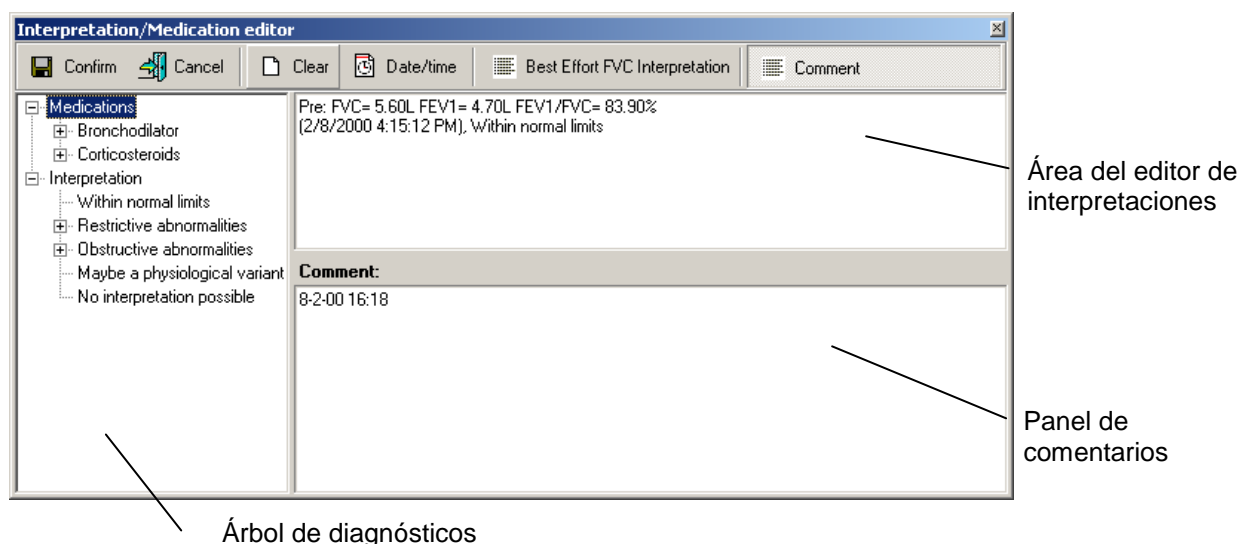 Interpretation/Medication editor
Confirm Cancel Clear Date/time Best Effort FVC Interpretation Comment
Medications
Bronchodilator
Corticosteroids
Interpretation
Within normal limits
Restrictive abnormalities
Obstructive abnormalities
Maybe a physiological variant
No interpretation possible
Pre: FVC= 5.60L FEV1= 4.70L FEV1/FVC= 83.90%
(2/8/2000 4:15:12 PM), Within normal limits
Comment:
8-2-00 16:18
Área del editor de
interpretaciones
Panel de
comentarios
Árbol de diagnósticos